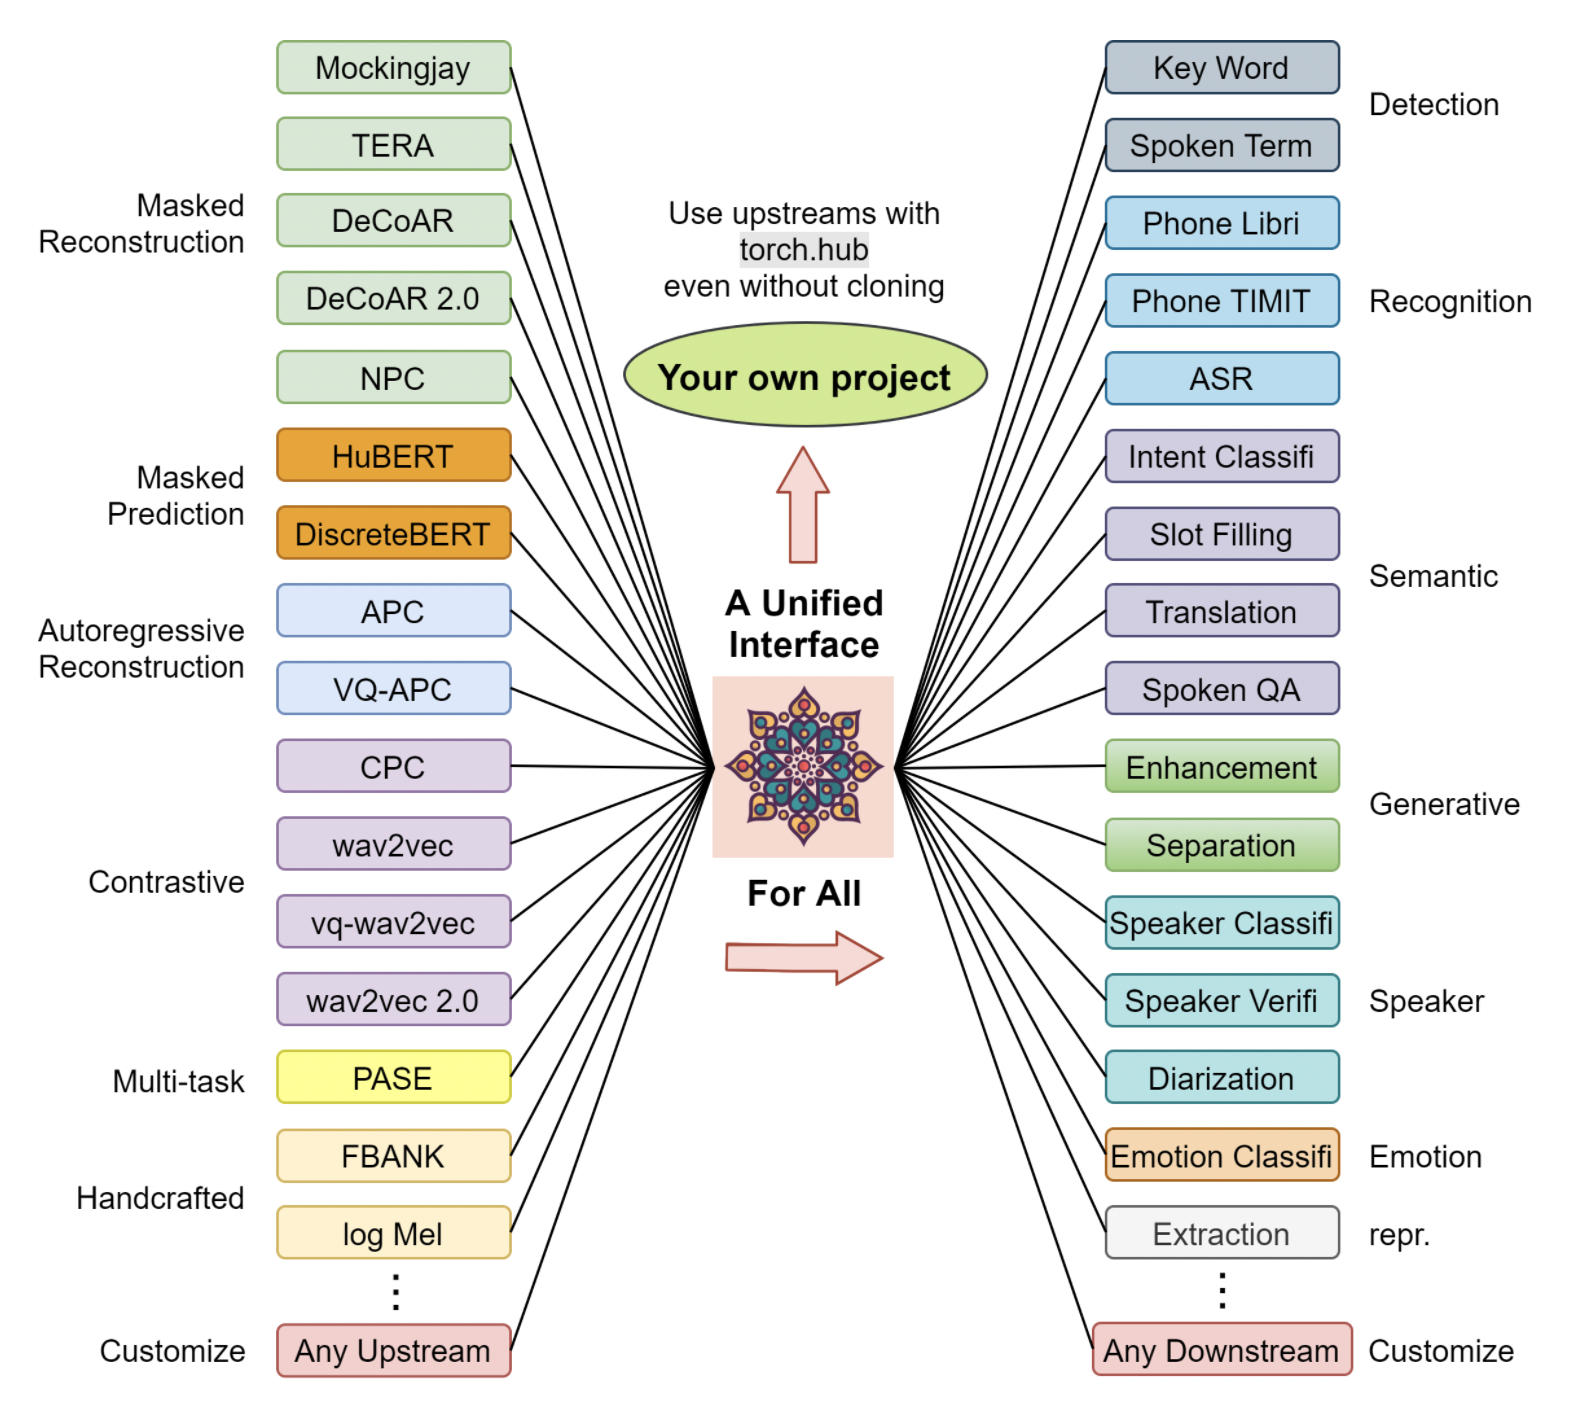 Mockingjay
TERA
Masked
Reconstruction
DeCoAR
DeCoAR 2.0
NPC
HuBERT
Masked
Prediction
DiscreteBERT
APC
Autoregressive
Reconstruction
VQ-APC
CPC
wav2vec
Contrastive
vq-wav2vec
wav2vec 2.0
Multi-task
PASE
FBANK
Handcrafted
log Mel
Customize
Any Upstream
Use upstreams with
torch.hub
even without cloning
Your own project
A Unified
Interface
For All
Key Word
Detection
Spoken Term
Phone Libri
Phone TIMIT
Recognition
ASR
Intent Classifi
Slot Filling
Semantic
Translation
Spoken QA
Enhancement
Generative
Separation
Speaker Classifi
Speaker Verifi
Speaker
Diarization
Emotion Classifi
Emotion
Extraction
repr.
Any Downstream
Customize